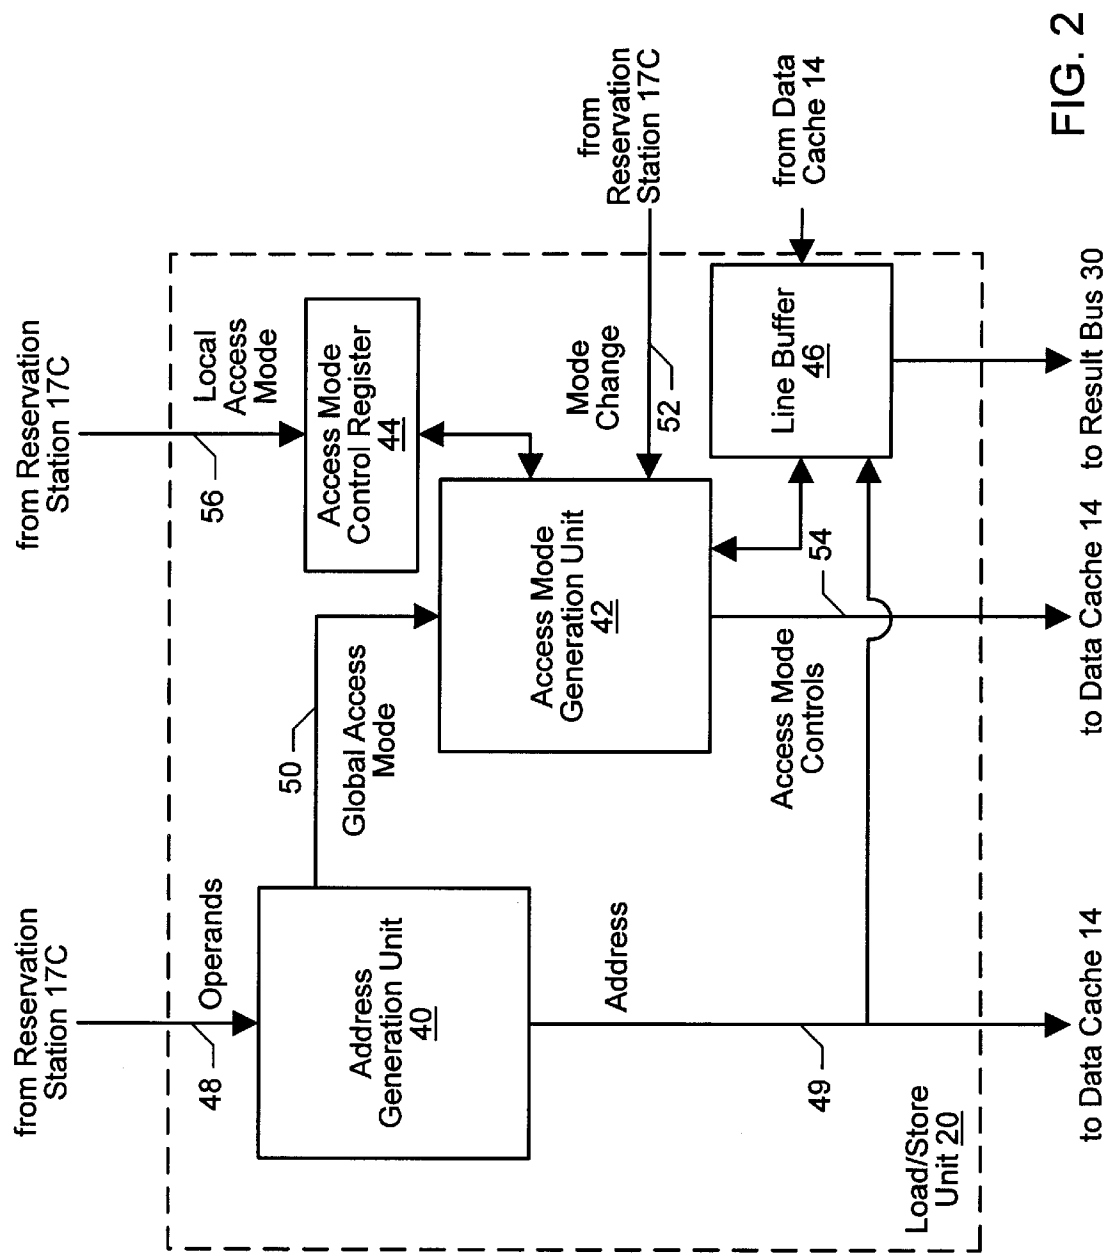 from Reservation
Station 17C
from Reservation
Station 17C
48
Operands
56
Local
Access
Mode
Address
Generation Unit
40
50
Global Access
Mode
Access Mode
Control Register
44
Access Mode
Generation Unit
42
Mode
Change
52
from
Reservation
Station 17C
Address
49
Access Mode
Controls
54
Line Buffer
46
from Data
Cache 14
Load/Store
Unit 20
to Data Cache 14
to Data Cache 14
to Result Bus 30
FIG. 2